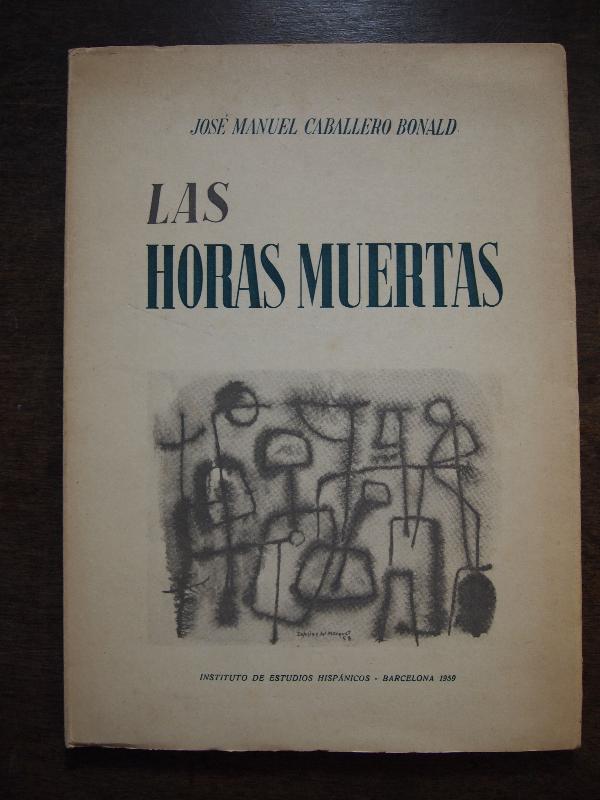 JOSÉ MANUEL CABALLERO BONALD
LAS
HORAS MUERTAS
INSTITUTO DE ESTUDIOS HISPÁNICOS - BARCELONA 1959